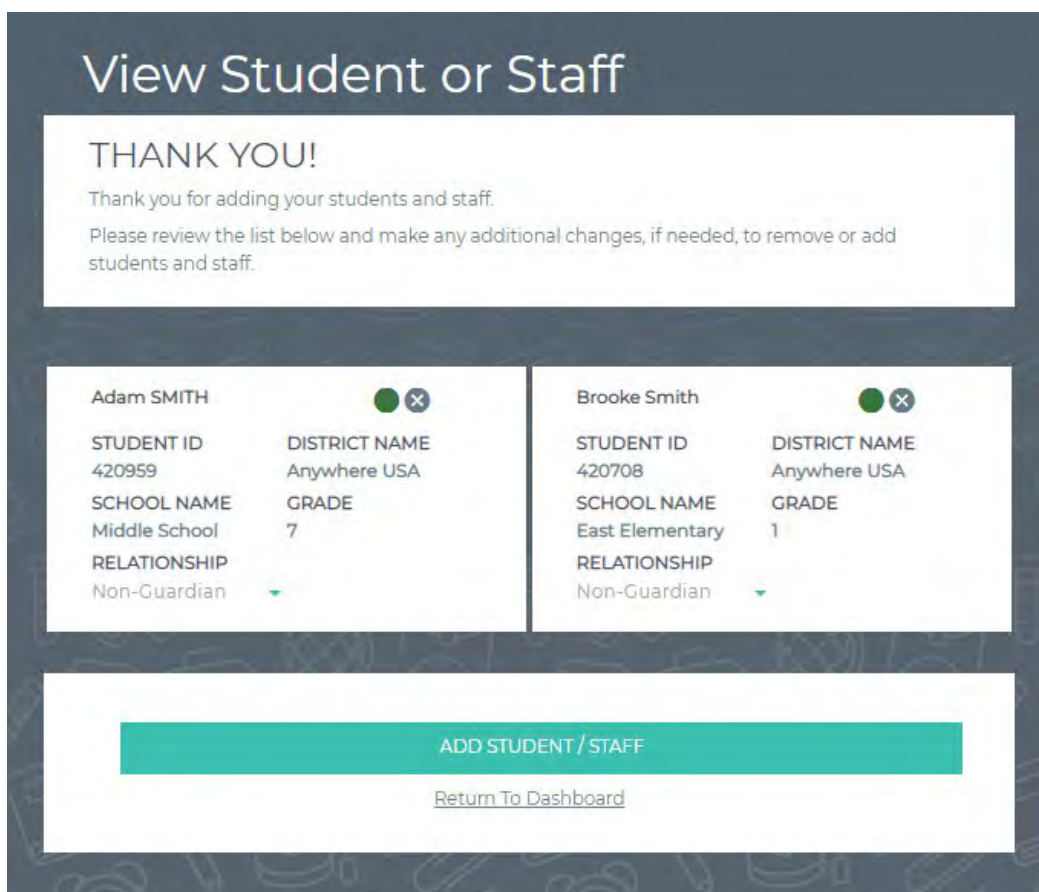 View Student or Staff
THANK YOU!
Thank you for adding your students and staff.
Please review the list below and make any additional changes, if needed, to remove or add
students and staff.
Adam SMITH
STUDENT ID DISTRICT NAME
420959 Anywhere USA
SCHOOL NAME GRADE
Middle School 7
RELATIONSHIP
Non-Guardian
Brooke Smith
STUDENT ID DISTRICT NAME
420708 Anywhere USA
SCHOOL NAME GRADE
East Elementary 1
RELATIONSHIP
Non-Guardian
ADD STUDENT / STAFF
Return To Dashboard